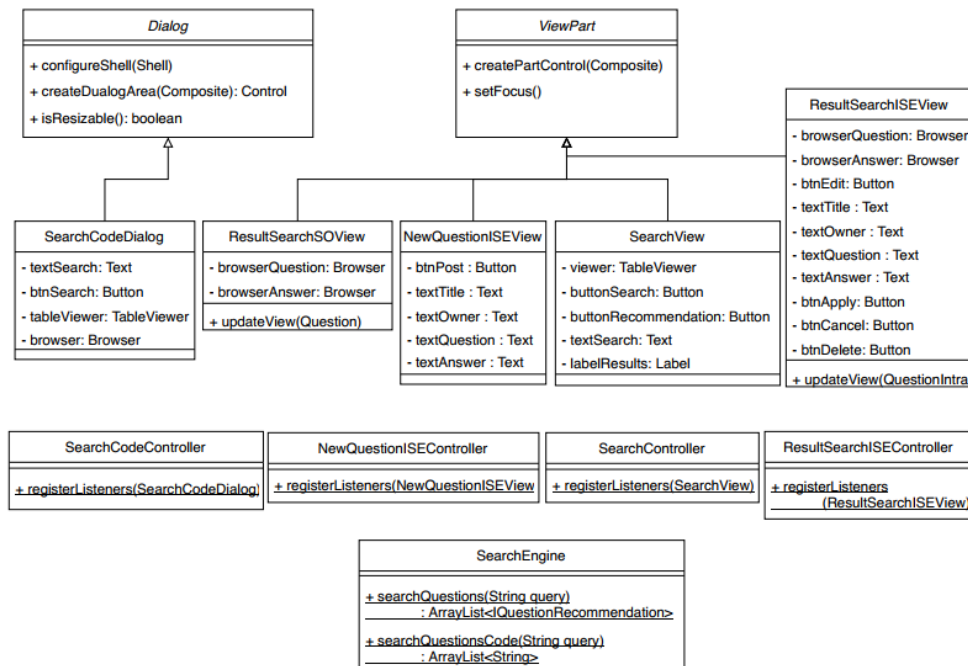 Dialog
+ configureShell(Shell)
+ createDualogArea(Composite): Control
+ isResizable(): boolean
ViewPart
+ createPartControl(Composite)
+ setFocus()
ResultSearchISEView
- browserQuestion: Browser
- browserAnswer: Browser
- btnEdit: Button
- textTitle : Text
- textOwner : Text
- textQuestion : Text
- textAnswer : Text
- btnApply: Button
- btnCancel: Button
- btnDelete: Button
+ updateView(QuestionIntra
SearchCodeDialog
- textSearch: Text
- btnSearch: Button
- tableViewer: TableViewer
- browser: Browser
ResultSearchSOView
- browserQuestion: Browser
- browserAnswer: Browser
+ updateView(Question)
NewQuestionISEView
- btnPost : Button
- textTitle : Text
- textOwner : Text
- textQuestion : Text
- textAnswer : Text
SearchView
- viewer: TableViewer
- buttonSearch: Button
- buttonRecommendation: Button
- textSearch: Text
- labelResults: Label
SearchCodeController
+ registerListeners(SearchCodeDialog)
NewQuestionISEController
+ registerListeners(NewQuestionISEView
SearchController
+ registerListeners(SearchView)
ResultSearchISEController
+ registerListeners
(ResultSearchISEView)
SearchEngine
+ searchQuestions(String query)
: ArrayList<IQuestionRecommendation>
+ searchQuestionsCode(String query)
: ArrayList<String>